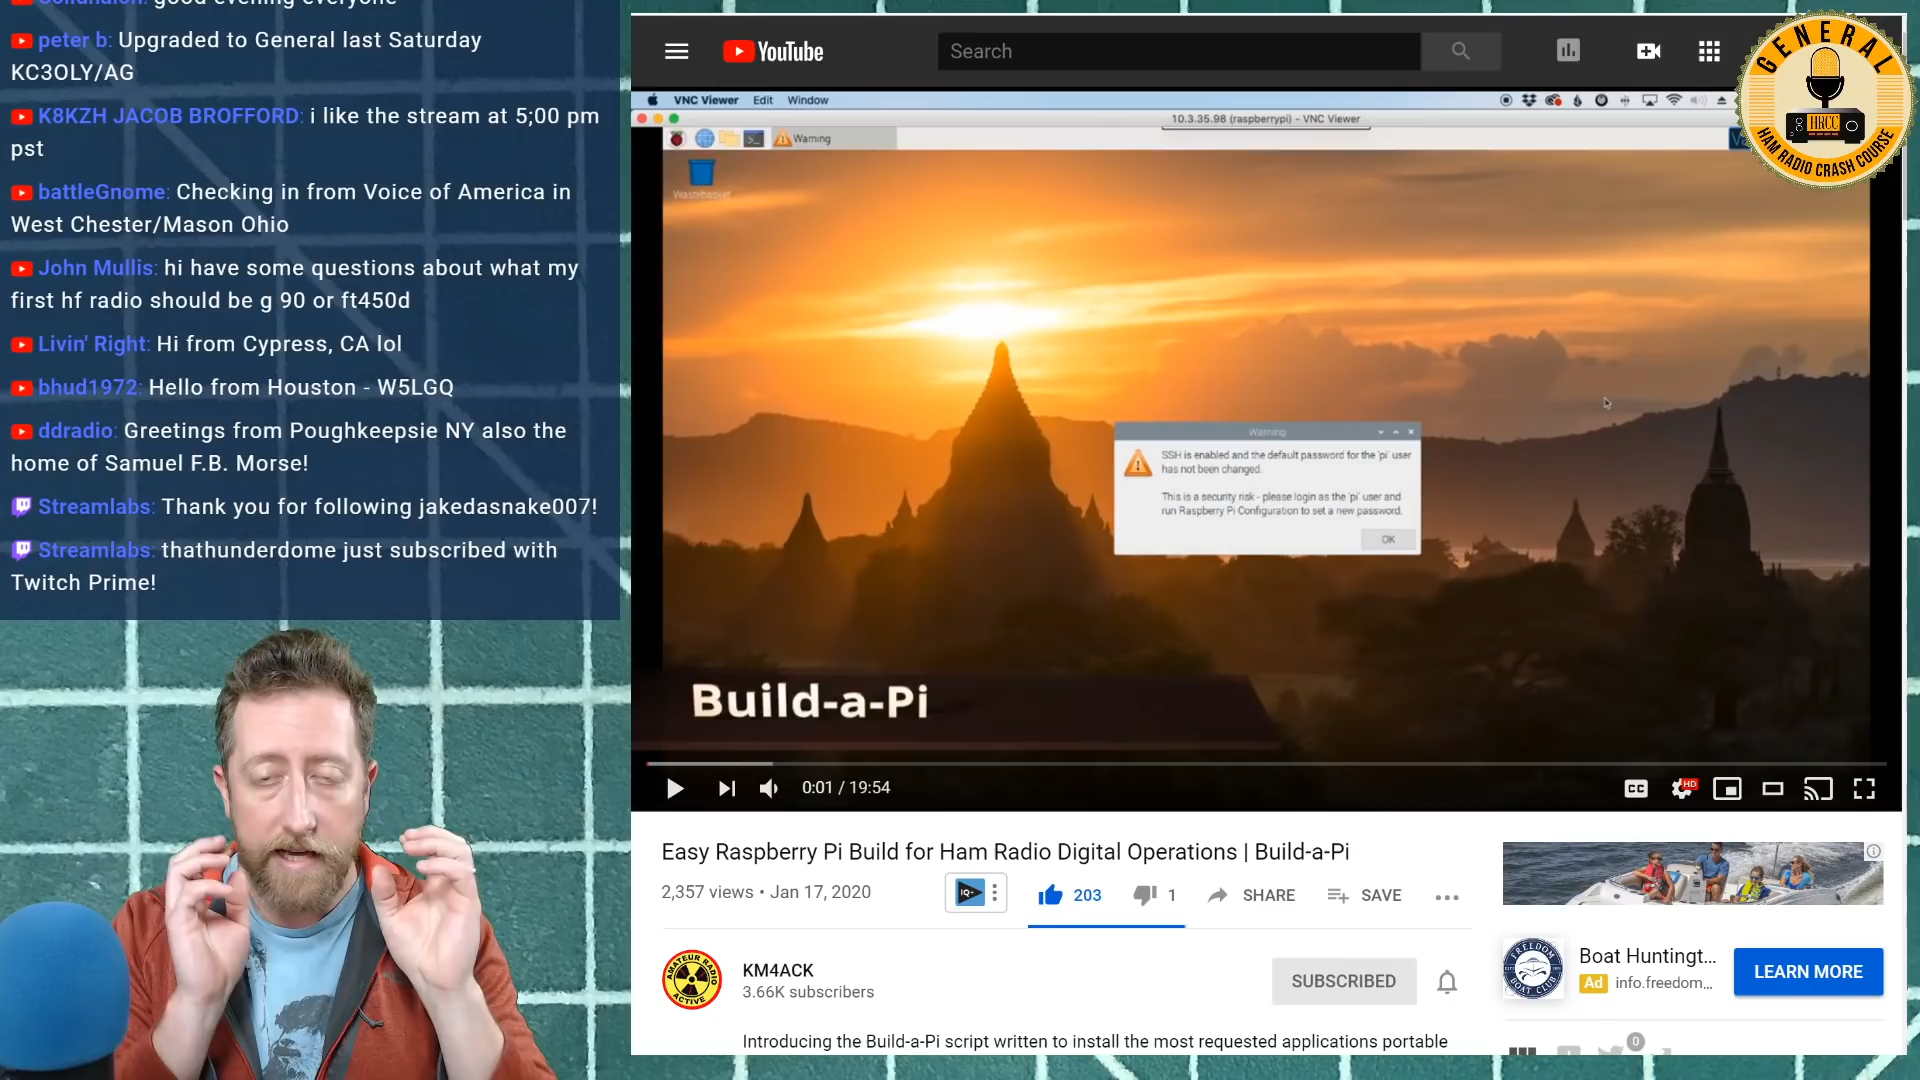 good evening everyone
peter b: Upgraded to General last Saturday
KC3OLY/AG
K8KZH JACOB BROFFORD: i like the stream at 5;00 pm
pst
battleGnome: Checking in from Voice of America in
West Chester/Mason Ohio
John Mullis: hi have some questions about what my
first hf radio should be g 90 or ft450d
Livin' Right: Hi from Cypress, CA lol
bhud1972: Hello from Houston - W5LGQ
ddradio: Greetings from Poughkeepsie NY also the
home of Samuel F.B. Morse!
Streamlabs: Thank you for following jakedasnake007!
Streamlabs: thathunderdome just subscribed with
Twitch Prime!
YouTube
Search
GENERAL
HRCC
HAM RADIO CRASH COURSE
VNC Viewer Edit Window
10.3.35.98 (raspberrypi) - VNC Viewer
Warning
Wastebasket
Warning
SSH is enabled and the default password for the 'pi' user
has not been changed.
This is a security risk - please login as the 'pi' user and
run Raspberry Pi Configuration to set a new password.
OK
Build-a-Pi
0:01 / 19:54
CC
HD
Easy Raspberry Pi Build for Ham Radio Digital Operations | Build-a-Pi
2,357 views • Jan 17, 2020
IQ
203
1
SHARE
SAVE
AMATEUR RADIO
ACTIVE
KM4ACK
3.66K subscribers
SUBSCRIBED
FREEDOM
BOAT CLUB
Boat Huntingt...
Ad info.freedom...
LEARN MORE
Introducing the Build-a-Pi script written to install the most requested applications portable
0